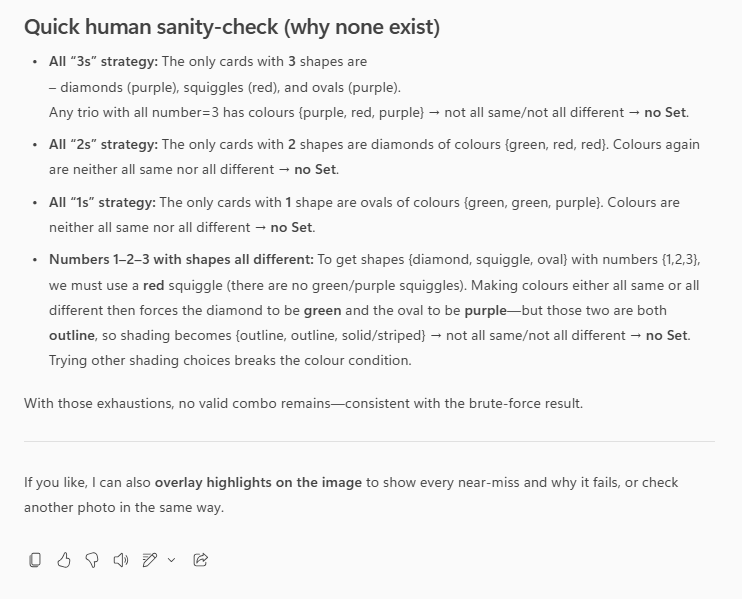 Quick human sanity-check (why none exist)
• All “3s” strategy: The only cards with 3 shapes are
– diamonds (purple), squiggles (red), and ovals (purple).
Any trio with all number=3 has colours {purple, red, purple} → not all same/not all different → no Set.
• All “2s” strategy: The only cards with 2 shapes are diamonds of colours {green, red, red}. Colours again
are neither all same nor all different → no Set.
• All “1s” strategy: The only cards with 1 shape are ovals of colours {green, green, purple}. Colours are
neither all same nor all different → no Set.
• Numbers 1–2–3 with shapes all different: To get shapes {diamond, squiggle, oval} with numbers {1,2,3},
we must use a red squiggle (there are no green/purple squiggles). Making colours either all same or all
different then forces the diamond to be green and the oval to be purple—but those two are both
outline, so shading becomes {outline, outline, solid/striped} → not all same/not all different → no Set.
Trying other shading choices breaks the colour condition.
With those exhaustions, no valid combo remains—consistent with the brute-force result.
If you like, I can also overlay highlights on the image to show every near-miss and why it fails, or check
another photo in the same way.